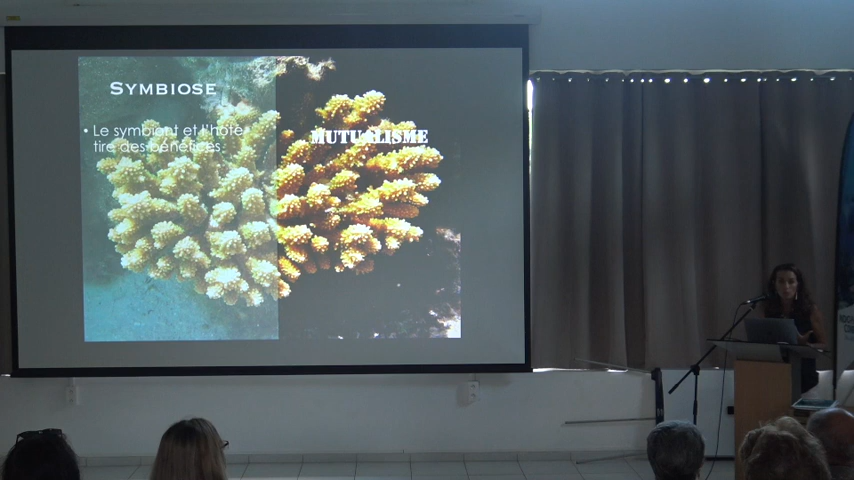 SYMBIOSE
• Le symbiont et l'hôte
tire des bénéfices
MUTUALISME